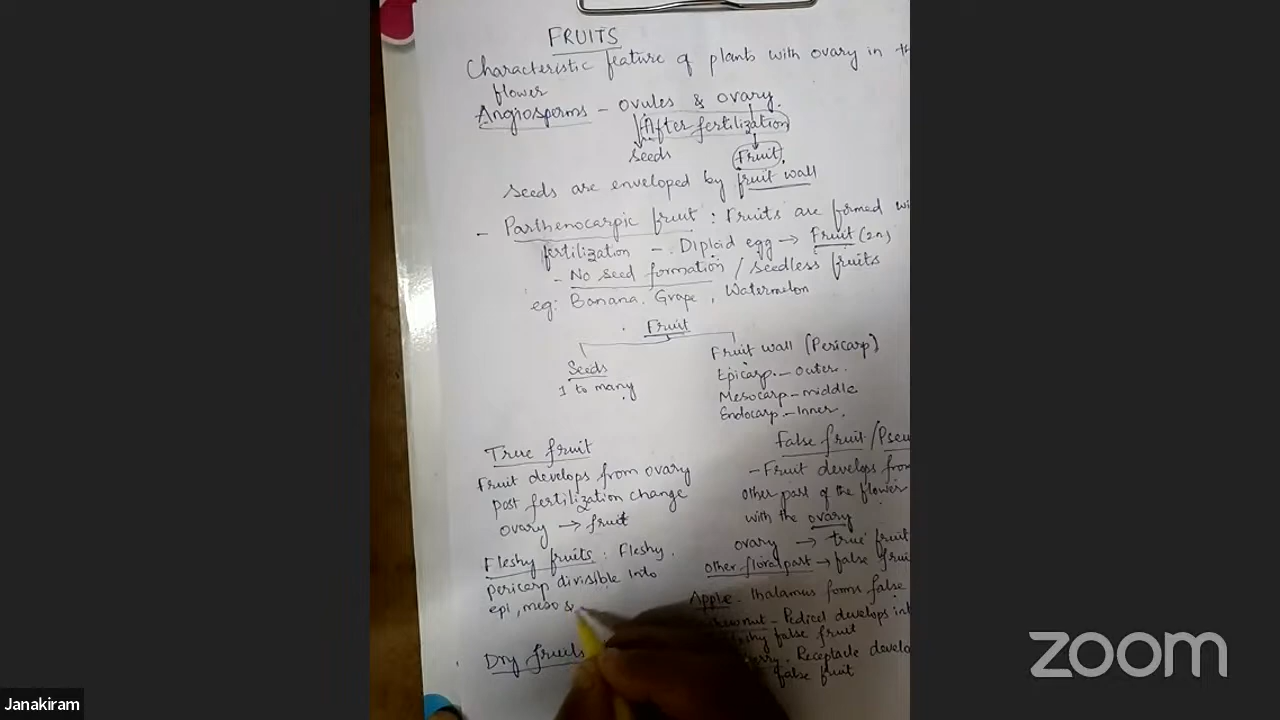 FRUITS
Characteristic feature of plants with ovary in th
flower
Angiosperms - ovules & ovary.
After fertilization
seeds
Fruit.
seeds are enveloped by fruit wall
- Parthenocarpic fruit : Fruits are formed wi
fertilization - Diploid egg → Fruit (2n)
- No seed formation / seedless fruits
eg: Banana, Grape, Watermelon
Fruit
Seeds
1 to many
Fruit wall (Pericarp)
Epicarp - outer.
Mesocarp - middle
Endocarp - Inner.
True fruit
Fruit develops from ovary
post fertilization change
ovary → fruit
Fleshy fruits : Fleshy.
pericarp divisible into
epi, meso &
Dry fruits
False fruit / Pseu
- Fruit develops from
other part of the flower
with the ovary
ovary → true fruit
other floral part → false frui
Apple - Thalamus forms false
nut - Pedicel develops int
false fruit
Receptacle develo
false fruit
zoom
Janakiram